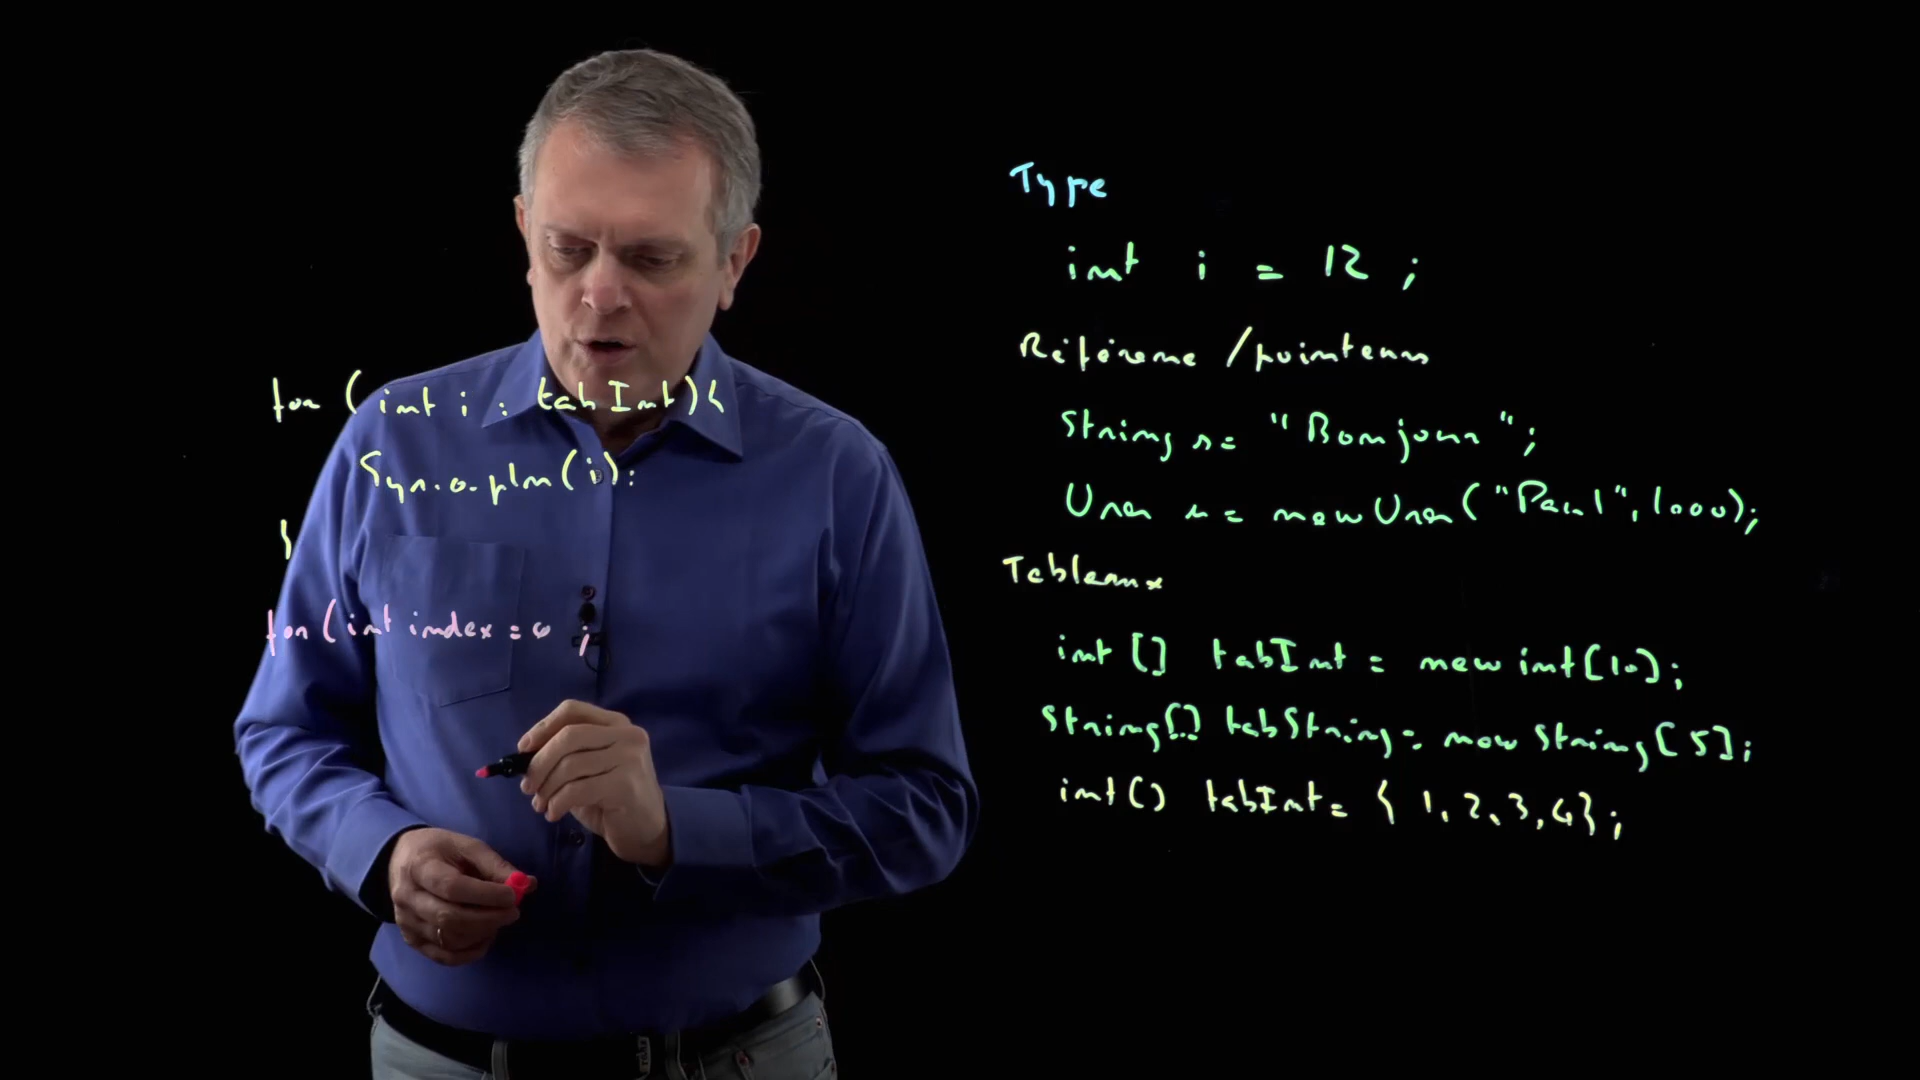 for ( int i : tabInt){
Sys.o.pln(i);
}
for (int index = 0 ;
Type
int i = 12 ;
Référence / pointeurs
String s = "Bonjour";
User u = new User("Paul", 1000);
Tableaux
int [] tabInt = new int[10];
String[] tabString = new String[5];
int[] tabInt = { 1, 2, 3, 4};